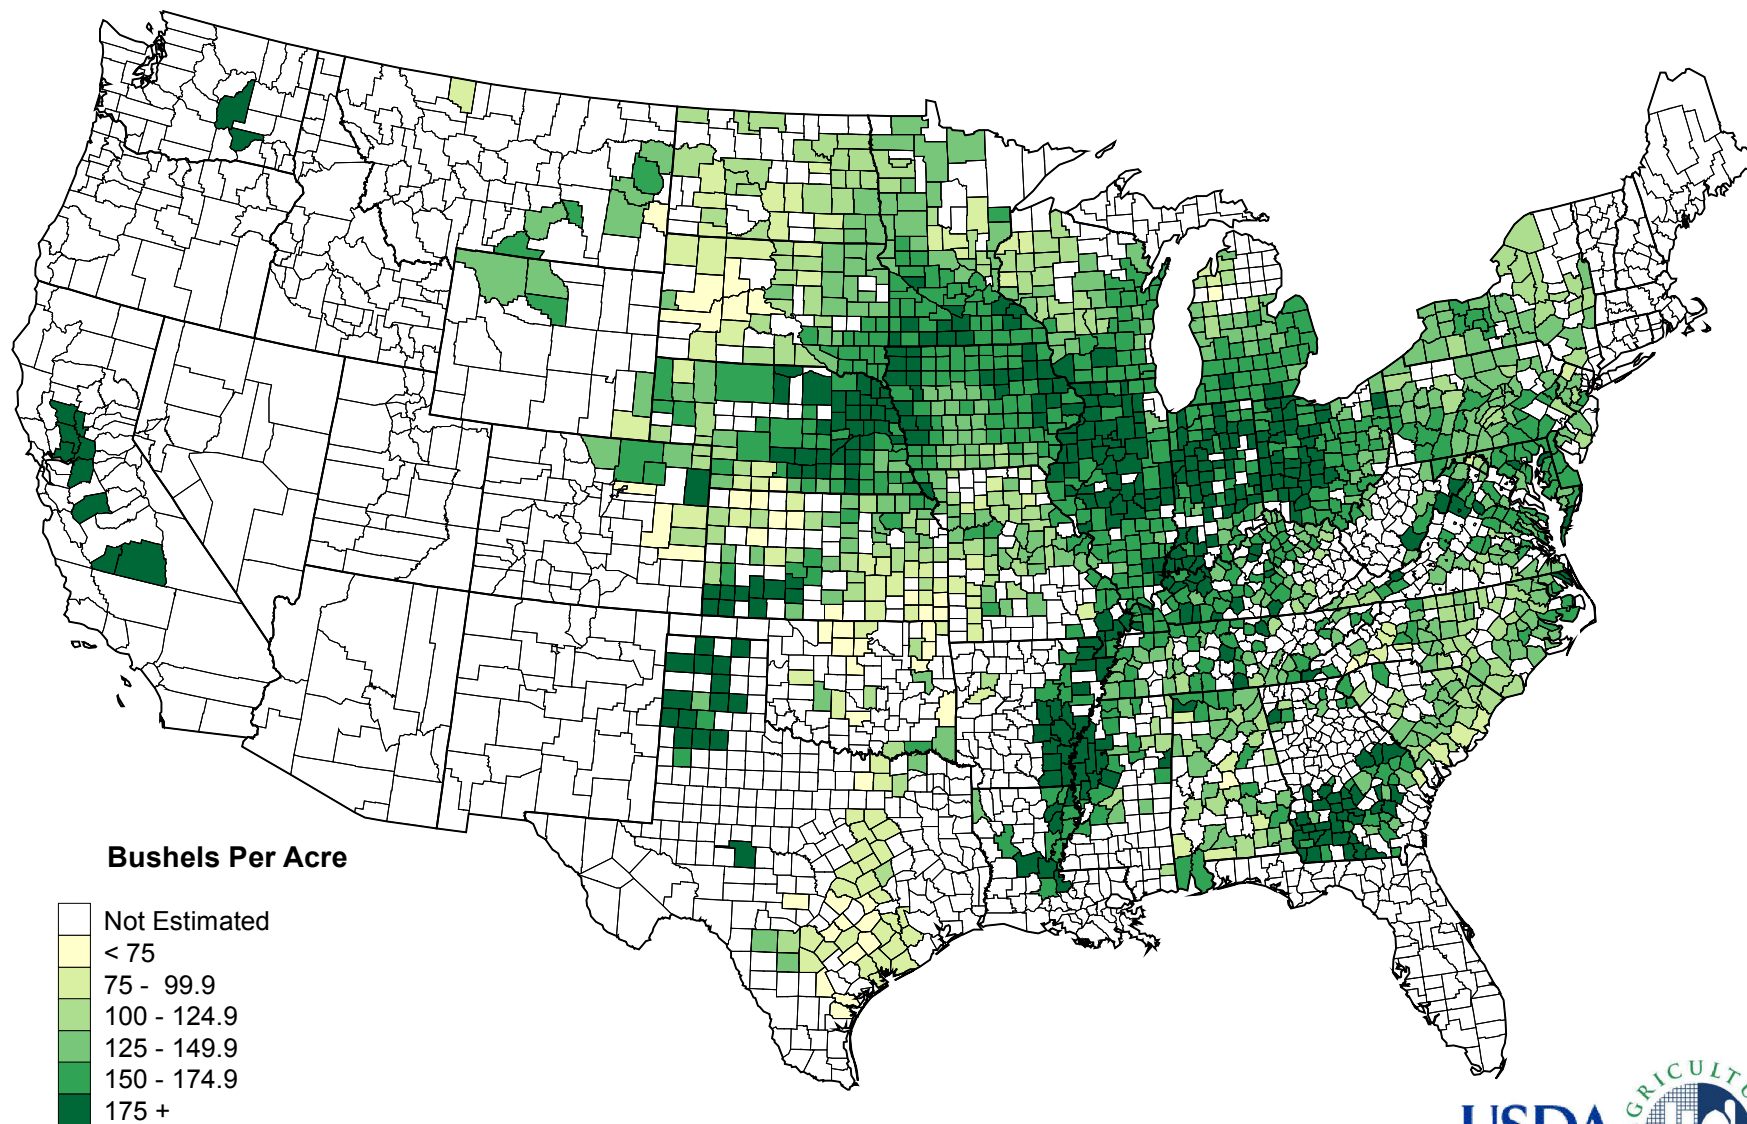 Bushels Per Acre
Not Estimated
< 75
75 - 99.9
100 - 124.9
125 - 149.9
150 - 174.9
175 +
USDA